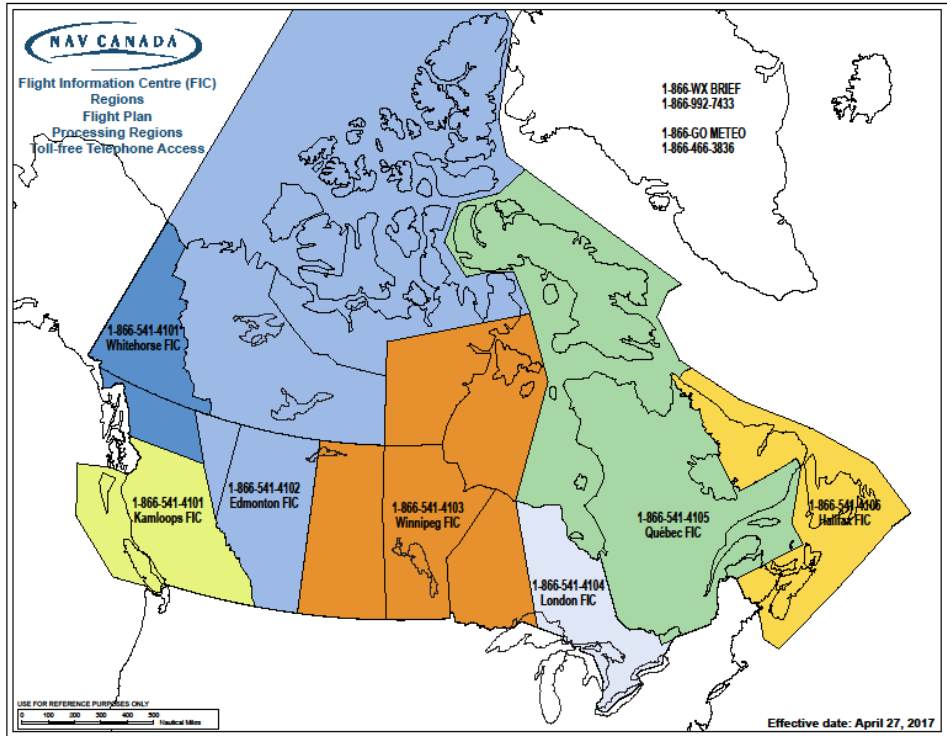 NAV CANADA
Flight Information Centre (FIC)
Regions
Flight Plan
Processing Regions
Toll-free Telephone Access
1-866-WX BRIEF
1-866-992-7433
1-866-GO METEO
1-866-466-3836
1-866-541-4101
Whitehorse FIC
1-866-541-4101
Kamloops FIC
1-866-541-4102
Edmonton FIC
1-866-541-4103
Winnipeg FIC
1-866-541-4104
London FIC
1-866-541-4105
Québec FIC
1-866-541-4106
Halifax FIC
USE FOR REFERENCE PURPOSES ONLY
0 100 200 300 400 500
Nautical Miles
Effective date: April 27, 2017